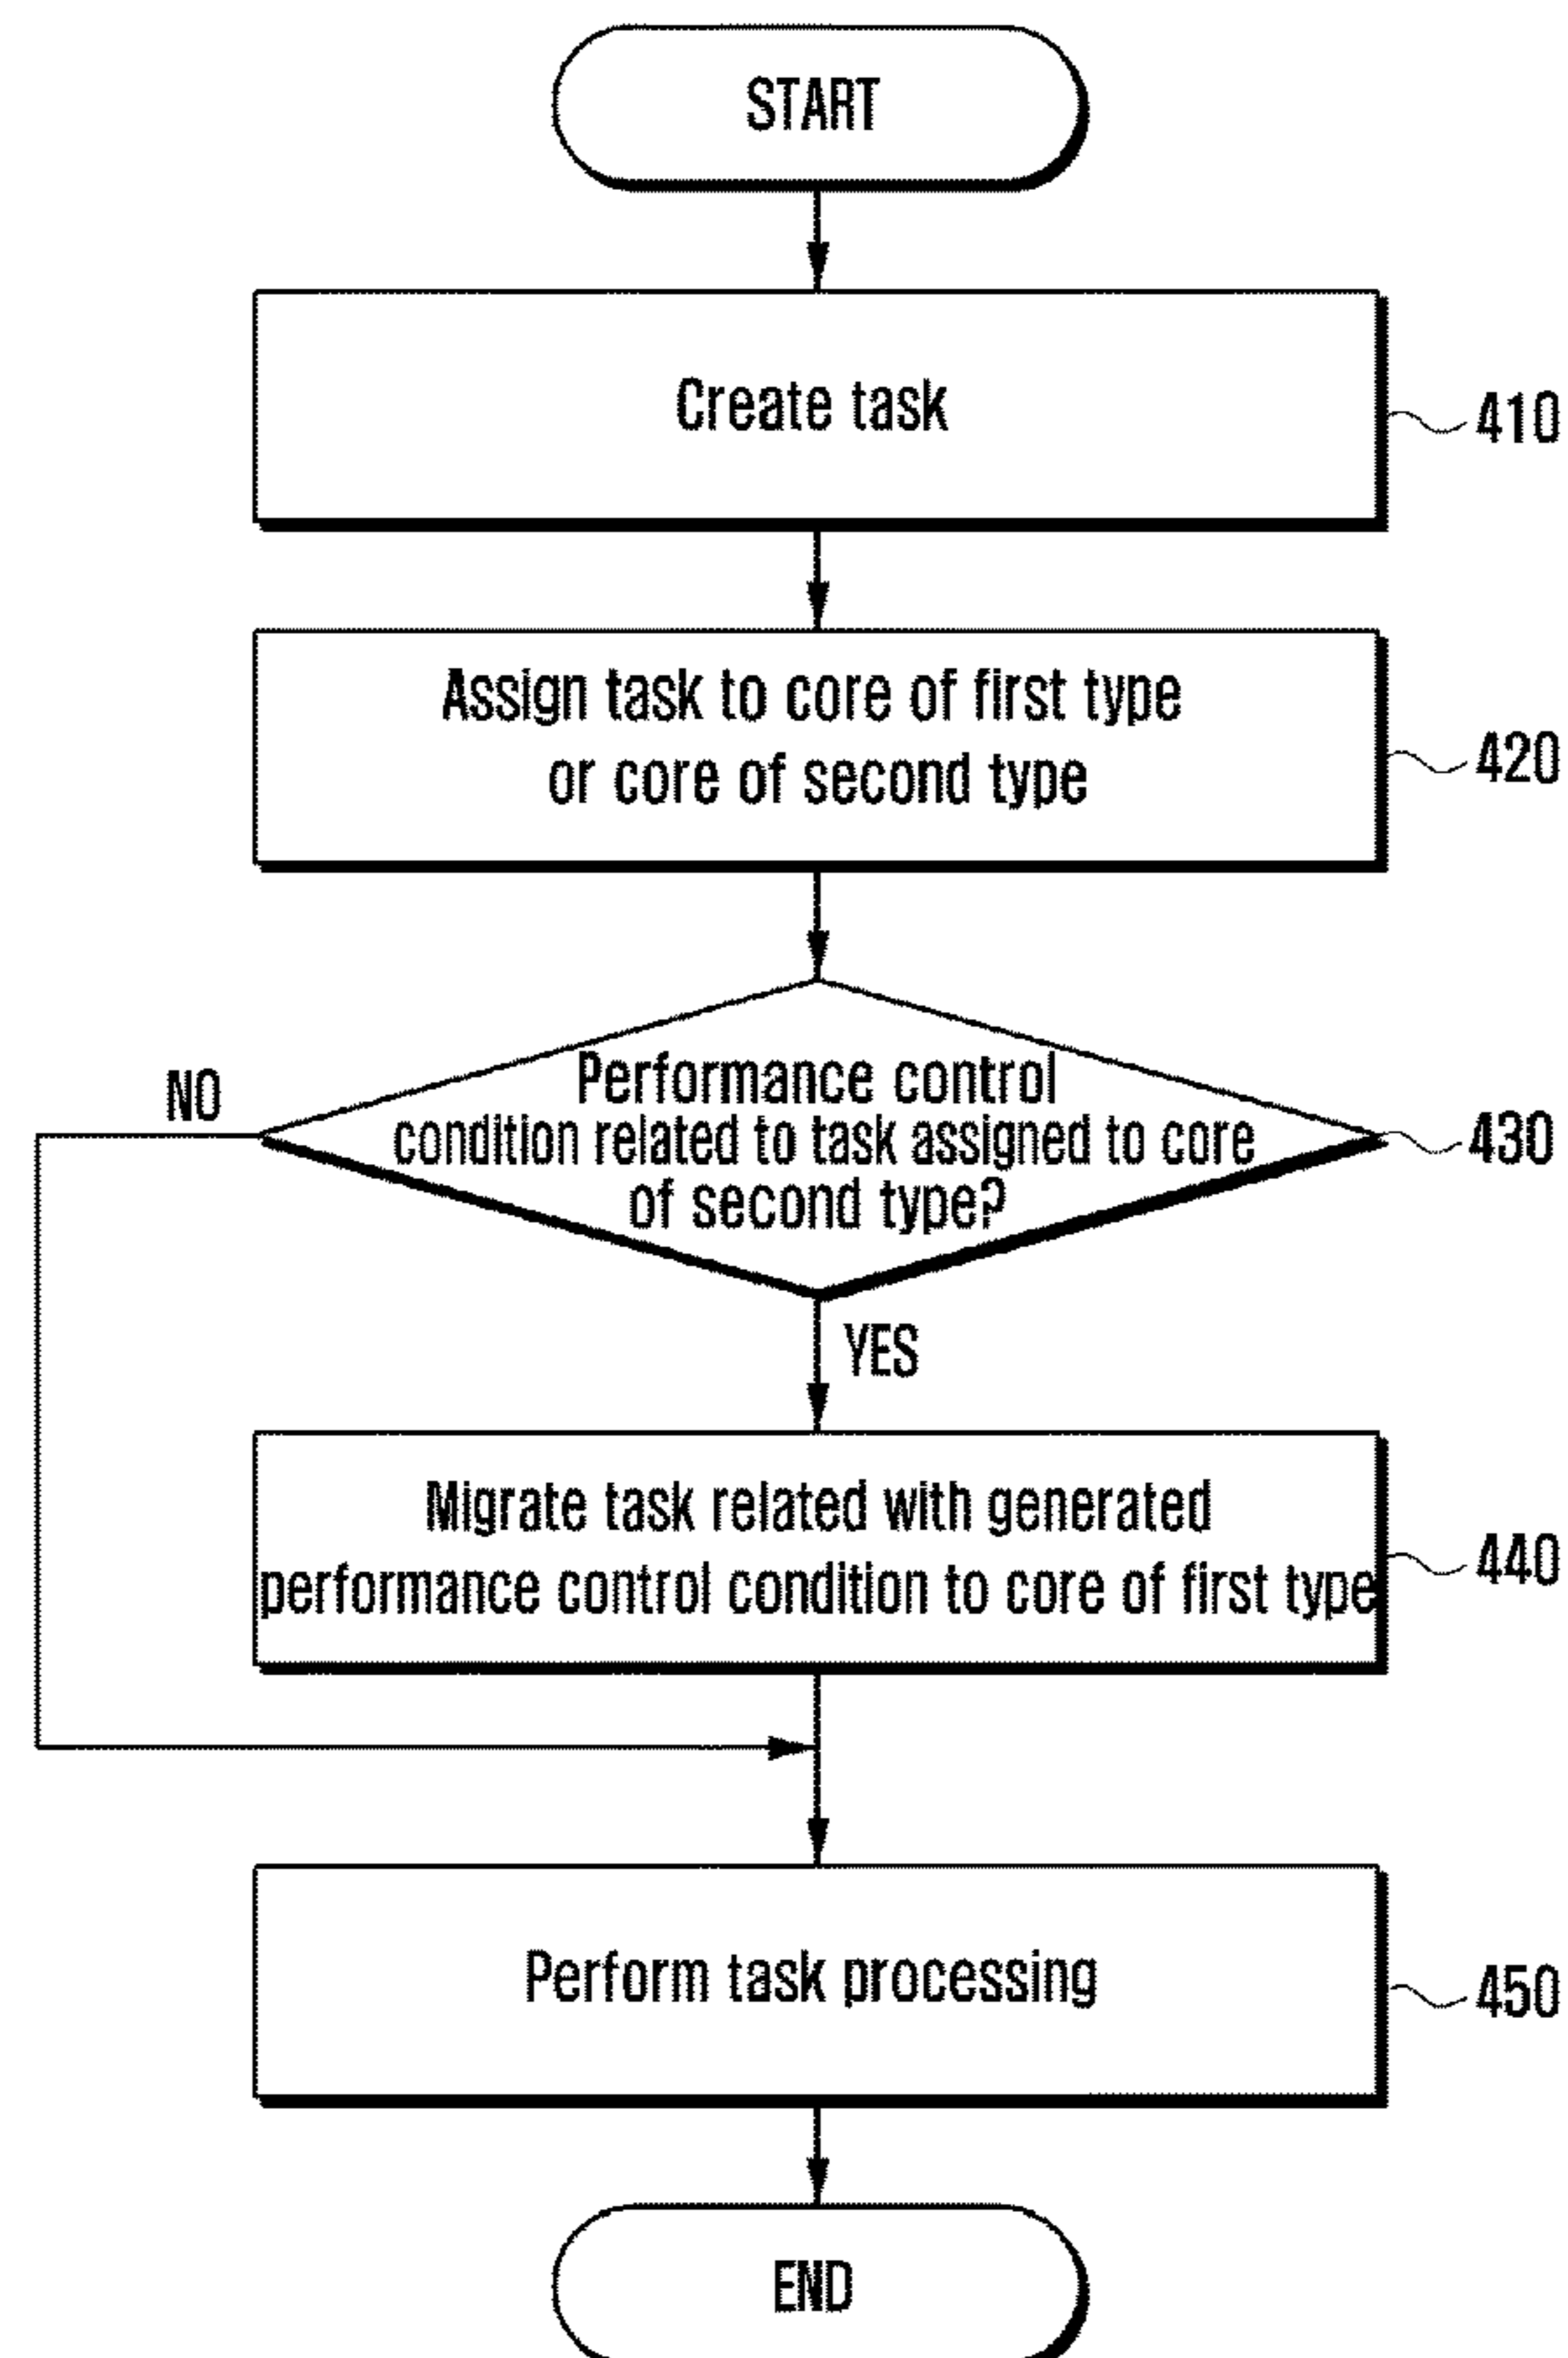 START
Create task
410
Assign task to core of first type
or core of second type
420
Performance control
condition related to task assigned to core
of second type?
430
NO
YES
Migrate task related with generated
performance control condition to core of first type
440
Perform task processing
450
END